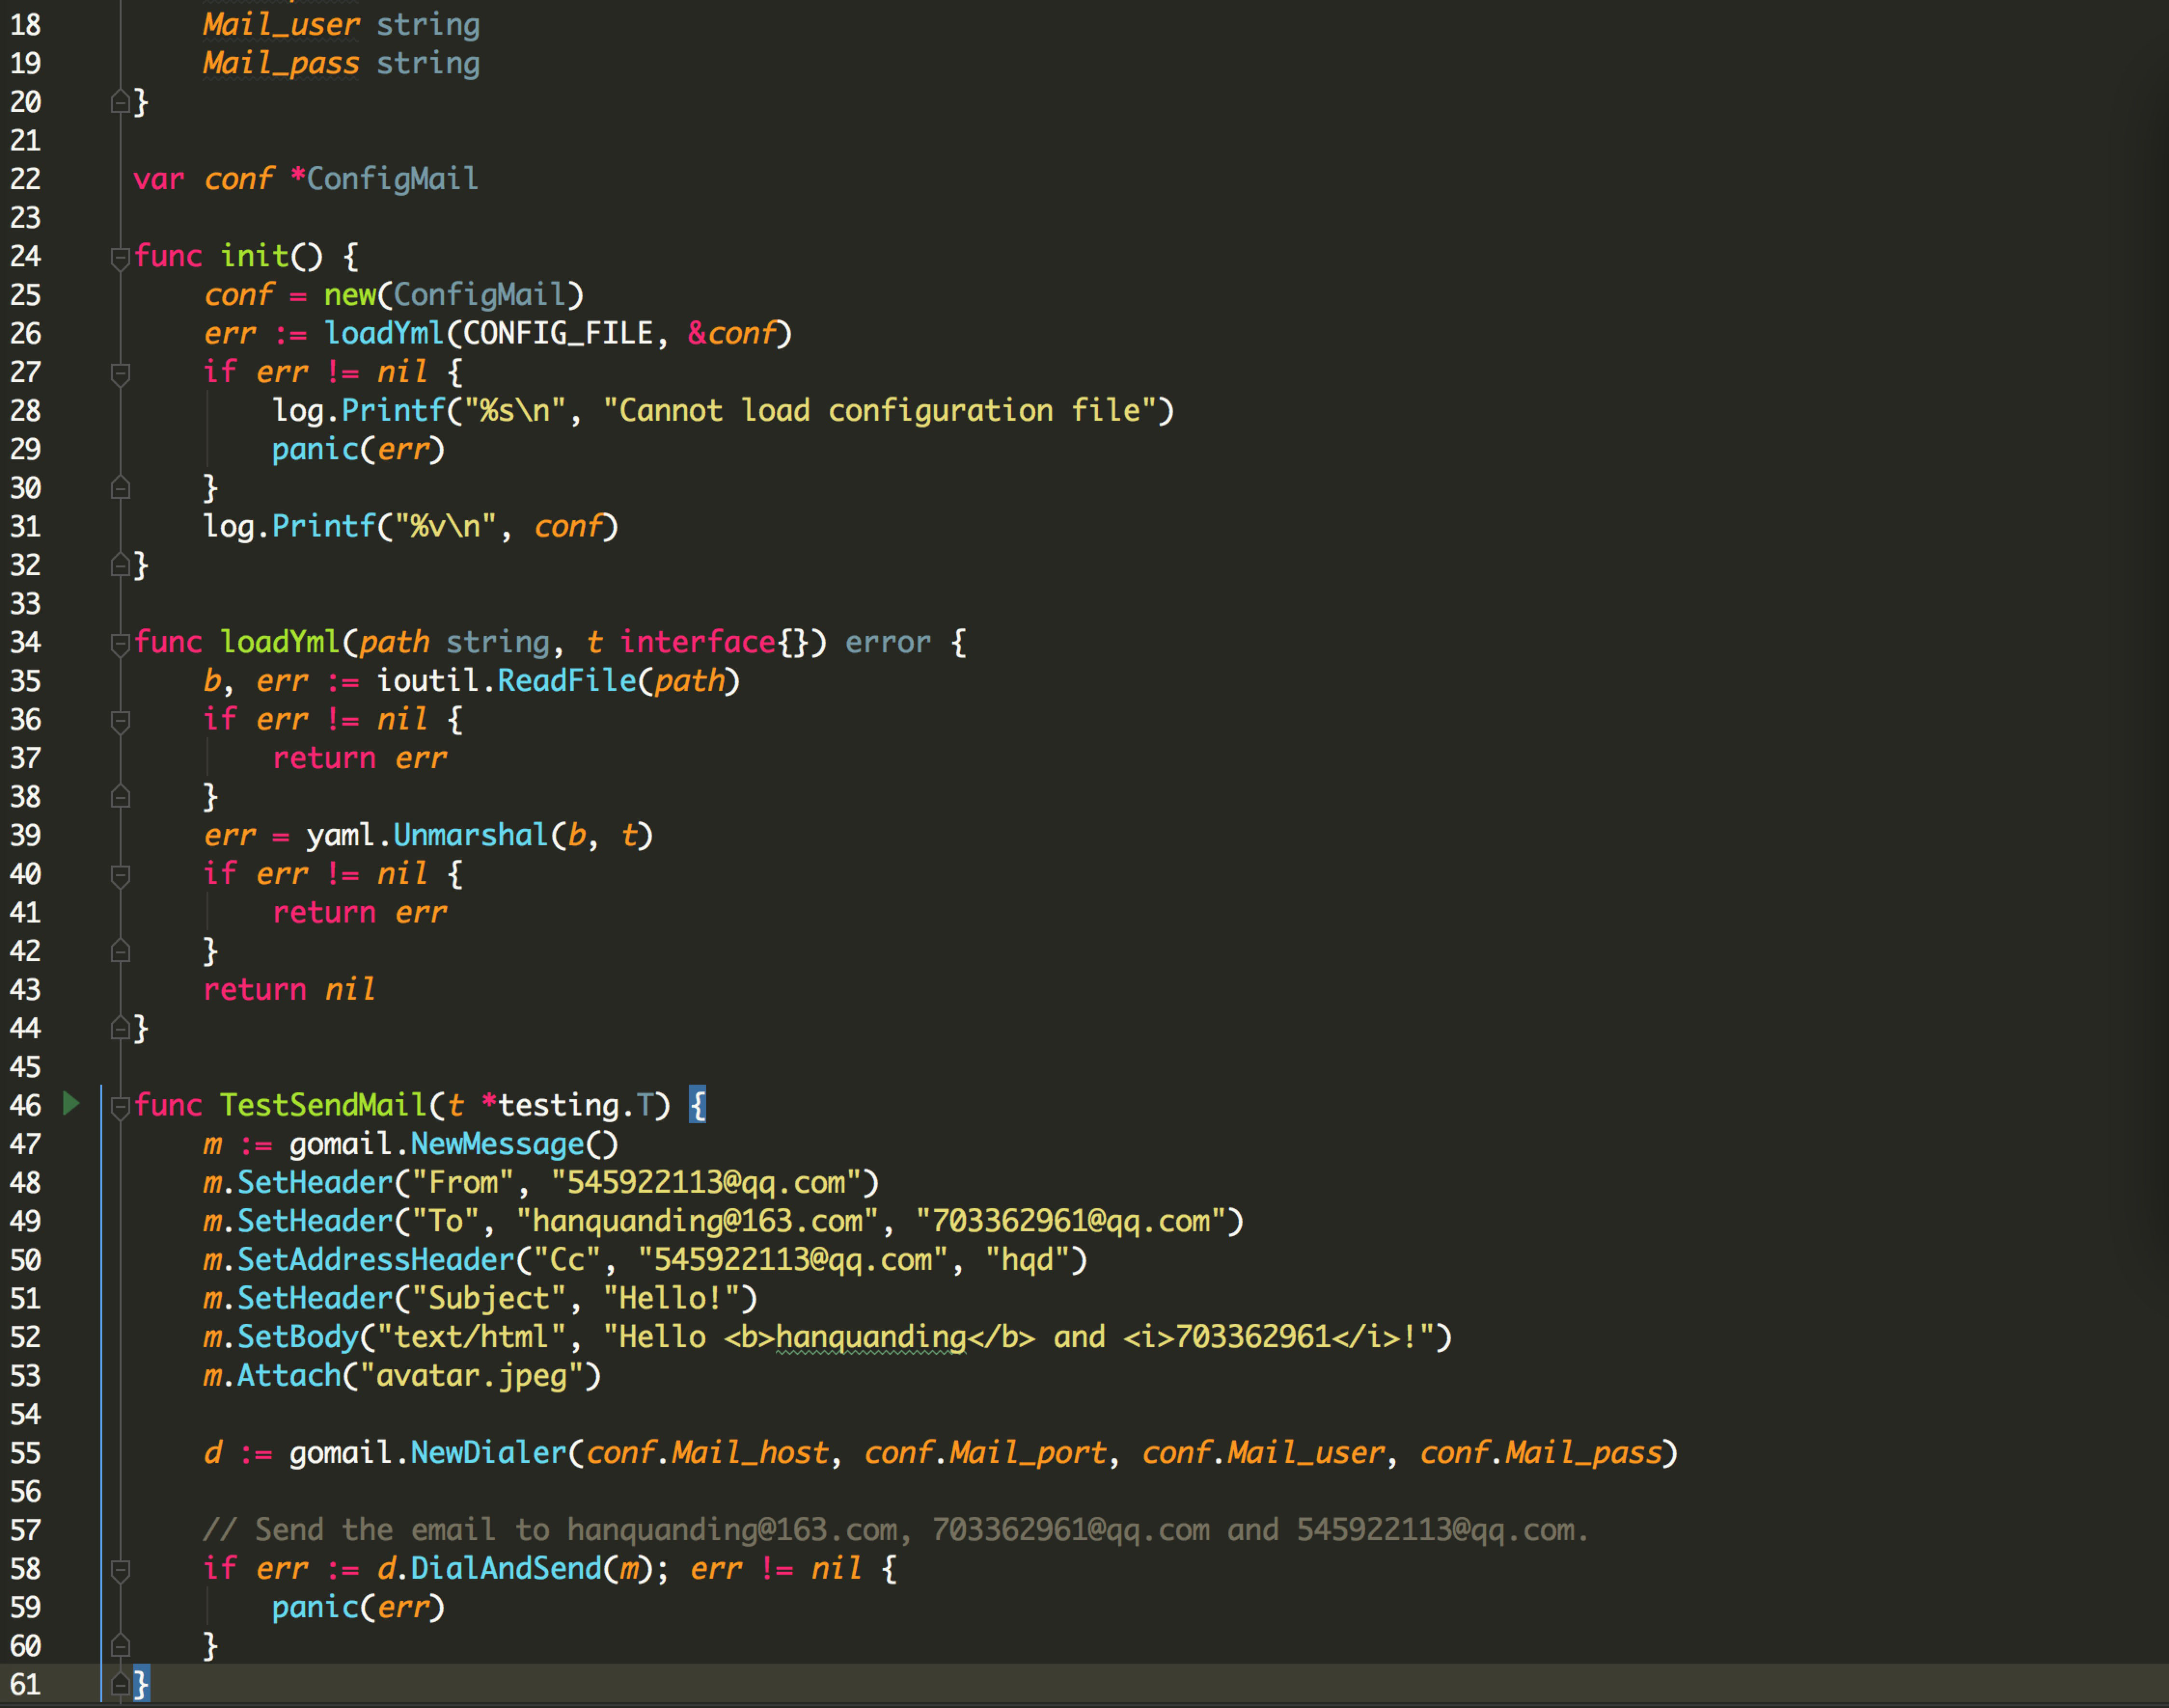 18 Mail_user string
19 Mail_pass string
20 }
21
22 var conf *ConfigMail
23
24 func init() {
25 conf = new(ConfigMail)
26 err := loadYml(CONFIG_FILE, &conf)
27 if err != nil {
28 log.Printf("%s\n", "Cannot load configuration file")
29 panic(err)
30 }
31 log.Printf("%v\n", conf)
32 }
33
34 func loadYml(path string, t interface{}) error {
35 b, err := ioutil.ReadFile(path)
36 if err != nil {
37 return err
38 }
39 err = yaml.Unmarshal(b, t)
40 if err != nil {
41 return err
42 }
43 return nil
44 }
45
46 func TestSendMail(t *testing.T) {
47 m := gomail.NewMessage()
48 m.SetHeader("From", "545922113@qq.com")
49 m.SetHeader("To", "hanquanding@163.com", "703362961@qq.com")
50 m.SetAddressHeader("Cc", "545922113@qq.com", "hqd")
51 m.SetHeader("Subject", "Hello!")
52 m.SetBody("text/html", "Hello <b>hanquanding</b> and <i>703362961</i>!")
53 m.Attach("avatar.jpeg")
54
55 d := gomail.NewDialer(conf.Mail_host, conf.Mail_port, conf.Mail_user, conf.Mail_pass)
56
57 // Send the email to hanquanding@163.com, 703362961@qq.com and 545922113@qq.com.
58 if err := d.DialAndSend(m); err != nil {
59 panic(err)
60 }
61 }